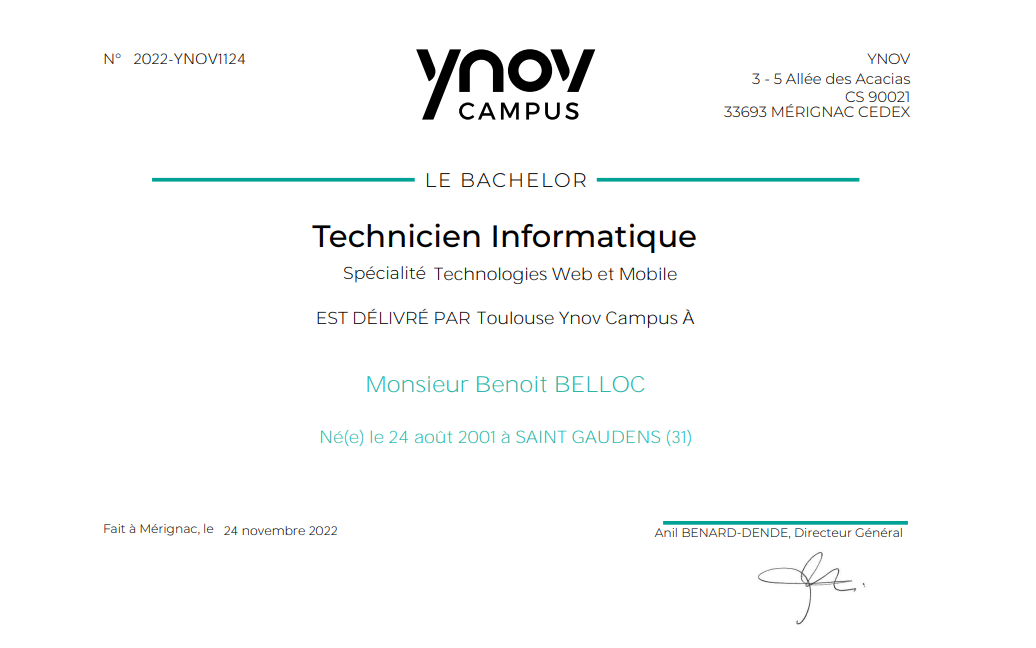 N° 2022-YNOV1124
ynov
CAMPUS
YNOV
3 - 5 Allée des Acacias
CS 90021
33693 MÉRIGNAC CEDEX
LE BACHELOR
Technicien Informatique
Spécialité Technologies Web et Mobile
EST DÉLIVRÉ PAR Toulouse Ynov Campus À
Monsieur Benoit BELLOC
Né(e) le 24 août 2001 à SAINT GAUDENS (31)
Fait à Mérignac, le 24 novembre 2022
Anil BENARD-DENDE, Directeur Général